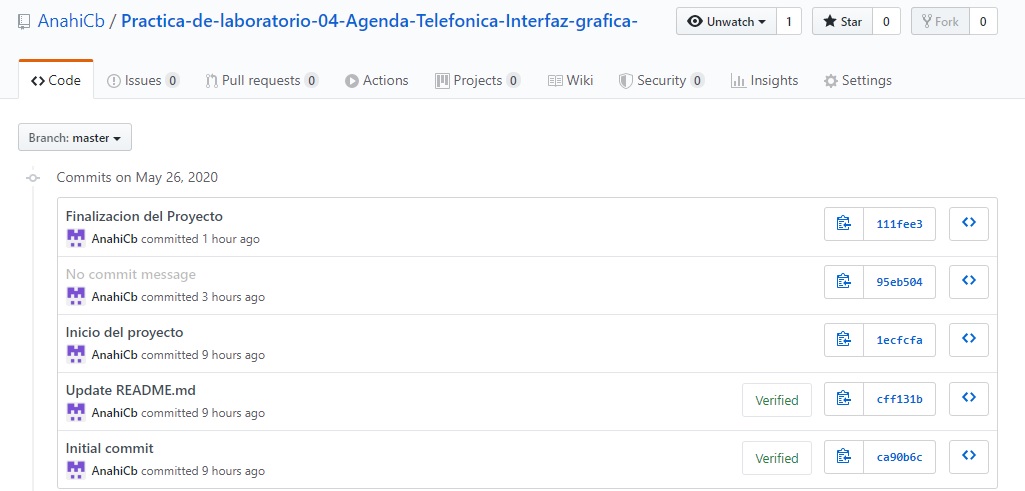 AnahiCb / Practica-de-laboratorio-04-Agenda-Telefonica-Interfaz-grafica-
Unwatch 1 Star 0 Fork 0
Code Issues 0 Pull requests 0 Actions Projects 0 Wiki Security 0 Insights Settings
Branch: master
Commits on May 26, 2020
Finalizacion del Proyecto
AnahiCb committed 1 hour ago
111fee3
No commit message
AnahiCb committed 3 hours ago
95eb504
Inicio del proyecto
AnahiCb committed 9 hours ago
1ecfcfa
Update README.md
AnahiCb committed 9 hours ago
Verified
cff131b
Initial commit
AnahiCb committed 9 hours ago
Verified
ca90b6c